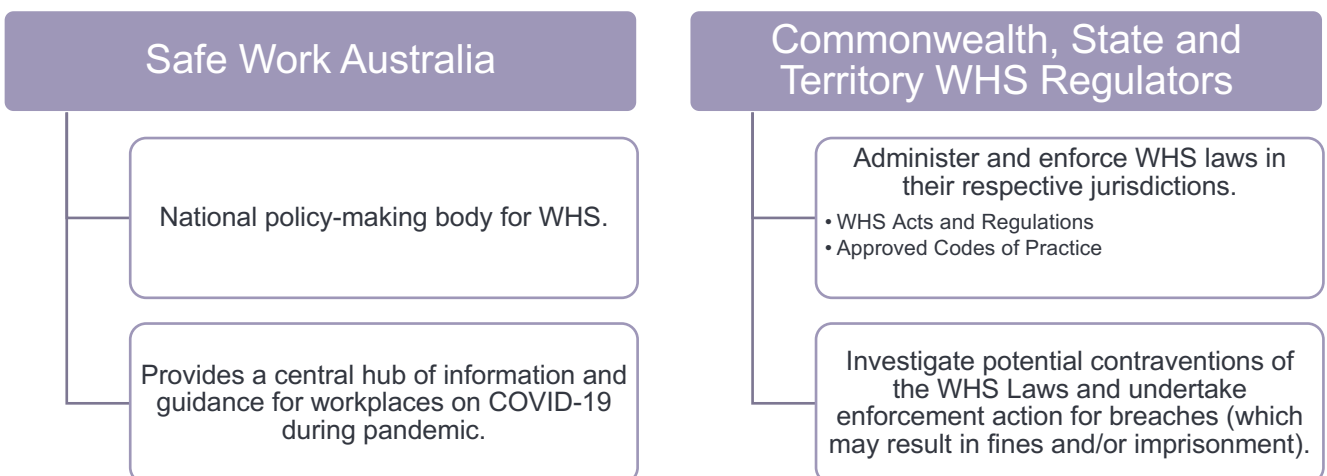 Safe Work Australia
National policy-making body for WHS.
Provides a central hub of information and
guidance for workplaces on COVID-19
during pandemic.
Commonwealth, State and
Territory WHS Regulators
Administer and enforce WHS laws in
their respective jurisdictions.
• WHS Acts and Regulations
• Approved Codes of Practice
Investigate potential contraventions of
the WHS Laws and undertake
enforcement action for breaches (which
may result in fines and/or imprisonment).